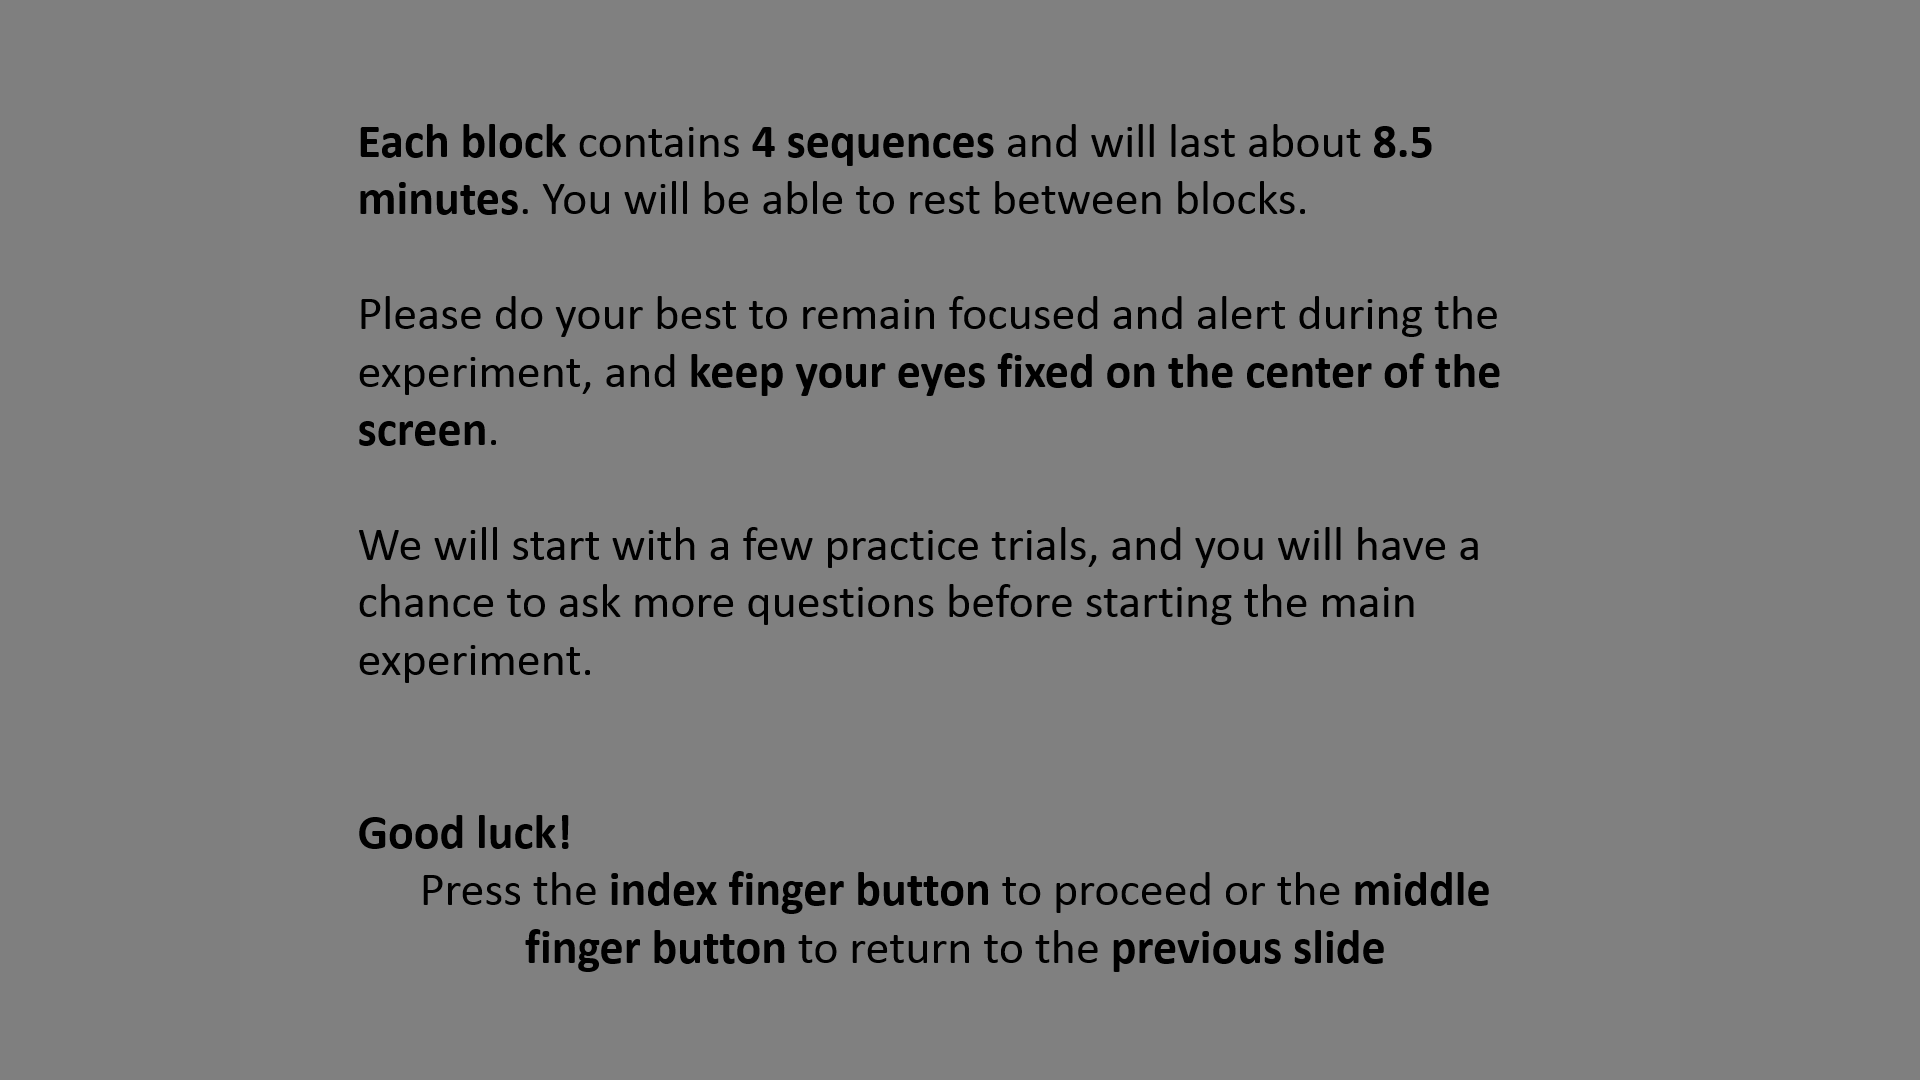 Each block contains 4 sequences and will last about 8.5
minutes. You will be able to rest between blocks.
Please do your best to remain focused and alert during the
experiment, and keep your eyes fixed on the center of the
screen.
We will start with a few practice trials, and you will have a
chance to ask more questions before starting the main
experiment.
Good luck!
Press the index finger button to proceed or the middle
finger button to return to the previous slide